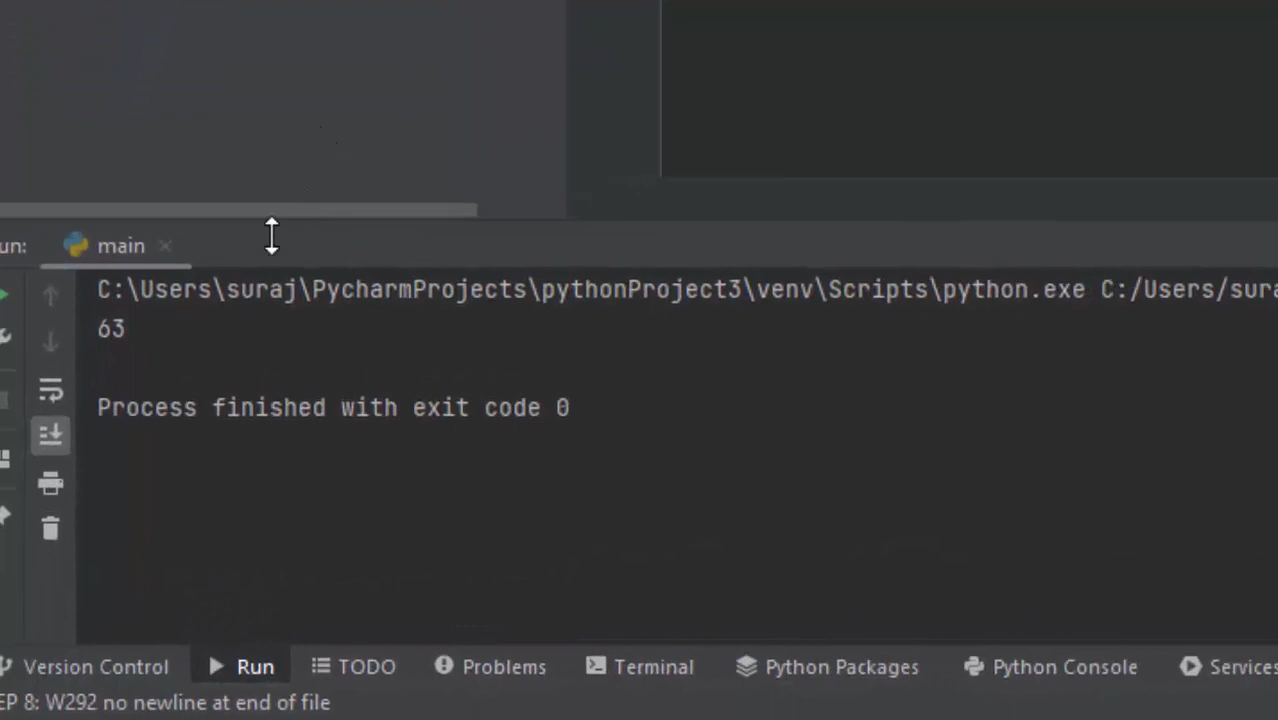 un: main
C:\Users\suraj\PycharmProjects\pythonProject3\venv\Scripts\python.exe C:/Users/sura
63
Process finished with exit code 0
Version Control Run TODO Problems Terminal Python Packages Python Console Services
EP 8: W292 no newline at end of file